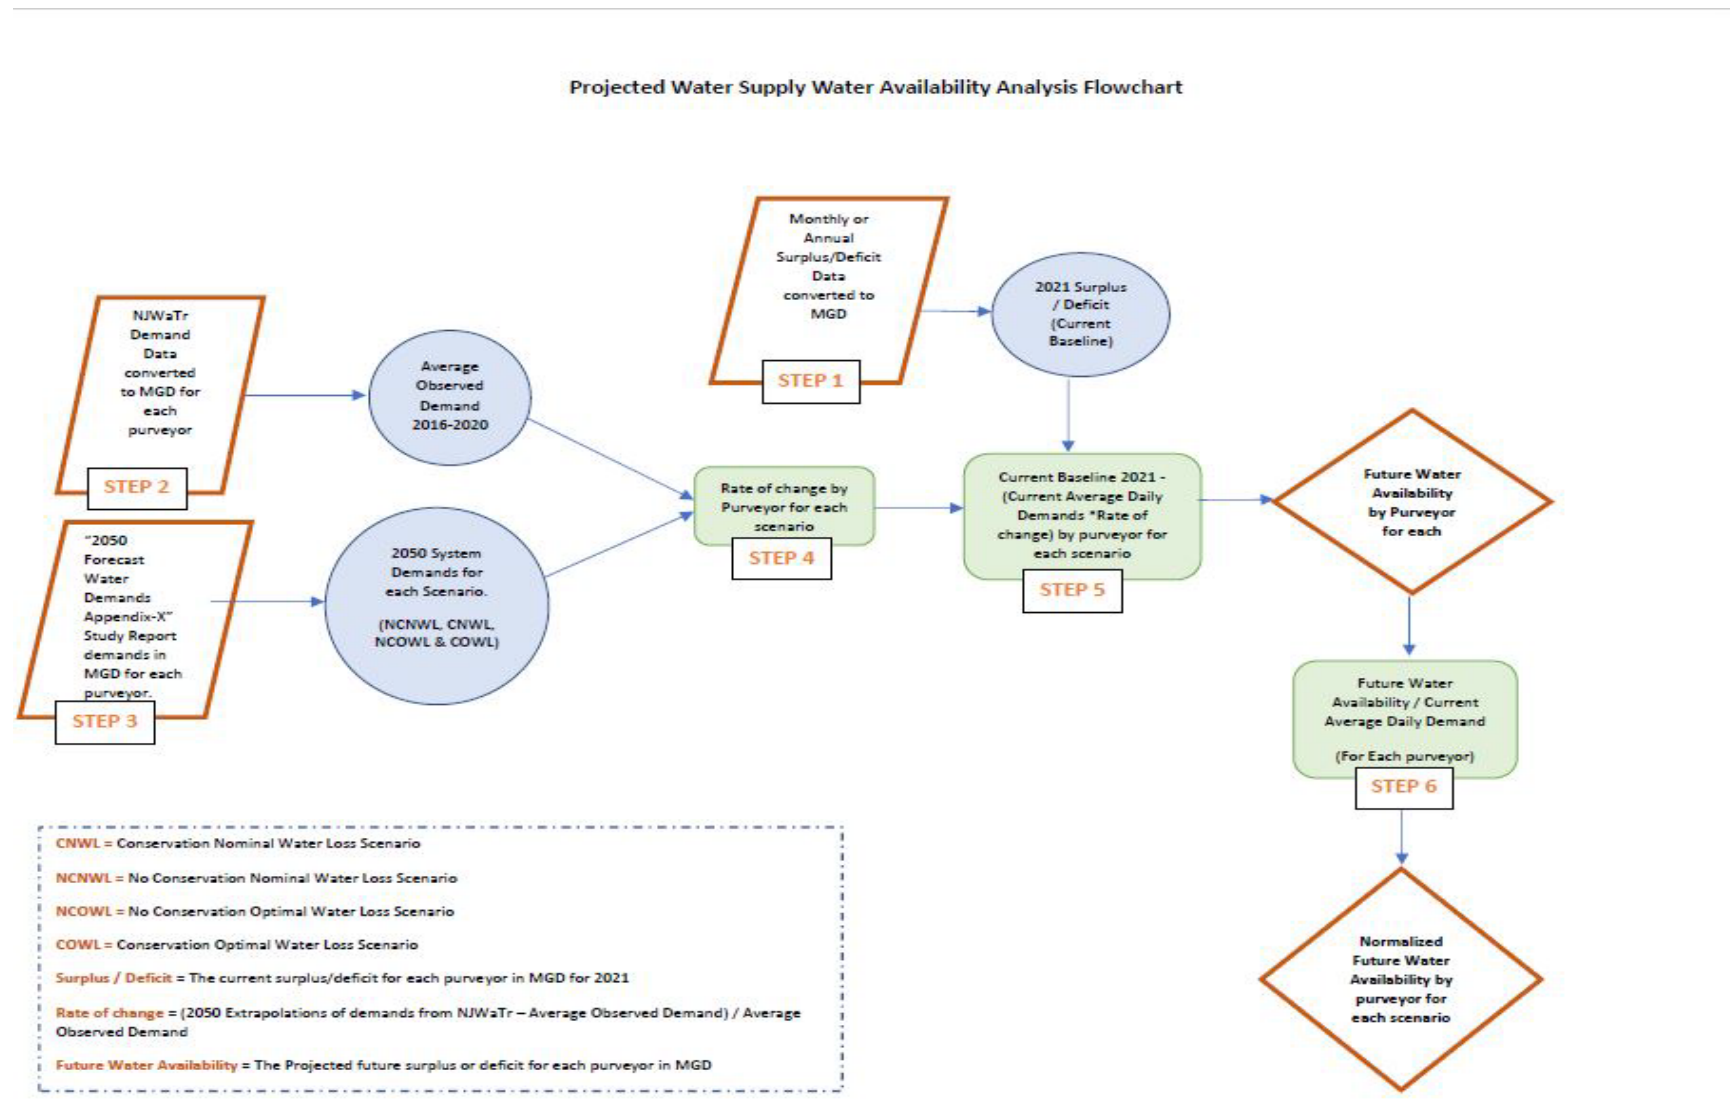 Projected Water Supply Water Availability Analysis Flowchart
Monthly or
Annual
Surplus/Deficit
Data
converted to
MGD
STEP 1
2021 Surplus
/ Deficit
(Current
Baseline)
NJWaTr
Demand
Data
converted
to MGD for
each
purveyor
STEP 2
Average
Observed
Demand
2016-2020
"2050
Forecast
Water
Demands
Appendix-X"
Study Report
demands in
MGD for each
purveyor.
STEP 3
2050 System
Demands for
each Scenario.
(NCNWL, CNWL,
NCOWL & COWL)
Rate of change by
Purveyor for each
scenario
STEP 4
Current Baseline 2021 -
(Current Average Daily
Demands *Rate of
change) by purveyor for
each scenario
STEP 5
Future Water
Availability
by Purveyor
for each
Future Water
Availability / Current
Average Daily Demand
(For Each purveyor)
STEP 6
Normalized
Future Water
Availability by
purveyor for
each scenario
CNWL = Conservation Nominal Water Loss Scenario
NCNWL = No Conservation Nominal Water Loss Scenario
NCOWL = No Conservation Optimal Water Loss Scenario
COWL = Conservation Optimal Water Loss Scenario
Surplus / Deficit = The current surplus/deficit for each purveyor in MGD for 2021
Rate of change = (2050 Extrapolations of demands from NJWaTr – Average Observed Demand) / Average
Observed Demand
Future Water Availability = The Projected future surplus or deficit for each purveyor in MGD